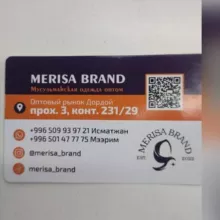 MERISA BRAND
Мусульманская одежда оптом
Оптовый рынок Дордой
прох. 3, конт. 231/29
+996 509 93 97 21 Исматжан
+996 501 47 77 75 Маэрим
@merisa_brand
merisa_brand
MERISA BRAND